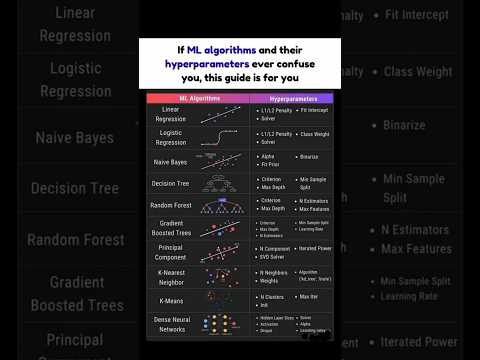 If ML algorithms and their
hyperparameters ever confuse
you, this guide is for you
ML Algorithms
Hyperparameters
Linear
Regression
L1/L2 Penalty
Solver
Fit Intercept
Logistic
Regression
L1/L2 Penalty
Solver
Class Weight
Naive Bayes
Alpha
Fit Prior
Binarize
Decision Tree
Criterion
Max Depth
Min Sample
Split
Random Forest
Criterion
Max Depth
N Estimators
Max Features
Gradient
Boosted Trees
Criterion
Max Depth
N Estimators
Min Sample Split
Learning Rate
Principal
Component
N Component
SVD Solver
Iterated Power
K-Nearest
Neighbor
N Neighbors
Weights
Algorithm
K-Means
N Clusters
Init
Max Iter
Dense Neural
Networks
Hidden Layer Sizes
Activation
Dropout
Solver
Alpha
Learning Rate
Linear
Regression
Logistic
Regression
Naive Bayes
Decision Tree
Random Forest
Gradient
Boosted Trees
Principal
nalty
Fit Intercept
nalty
Class Weight
Binarize
Min Sample
Split
N Estimators
Max Features
Min Sample Split
Learning Rate
Iterated Power